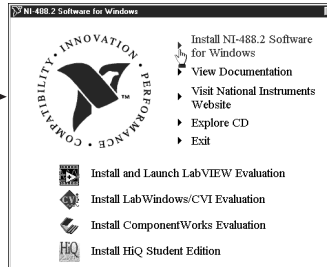 NI-488.2 Software for Windows
INNOVATION • PERFORMANCE • COMPATIBILITY •
TM
Install NI-488.2 Software
for Windows
View Documentation
Visit National Instruments
Website
Explore CD
Exit
Install and Launch LabVIEW Evaluation
CVI
Install LabWindows/CVI Evaluation
Install ComponentWorks Evaluation
HiQ
Install HiQ Student Edition